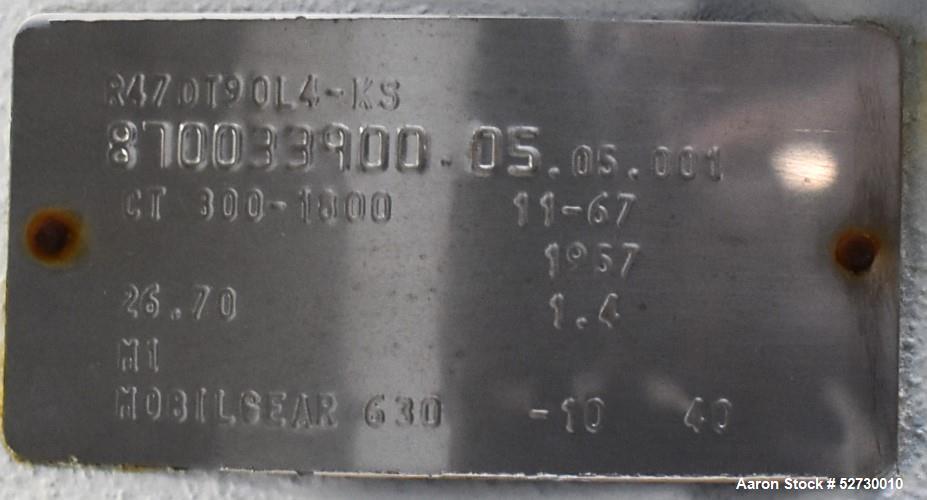 R47DT90L4-KS
870033900.05.05.001
CT 300-1800 11-67
1957
26.70 1.4
M1
MOBILGEAR 630 -10 40
Aaron Stock # 52730010